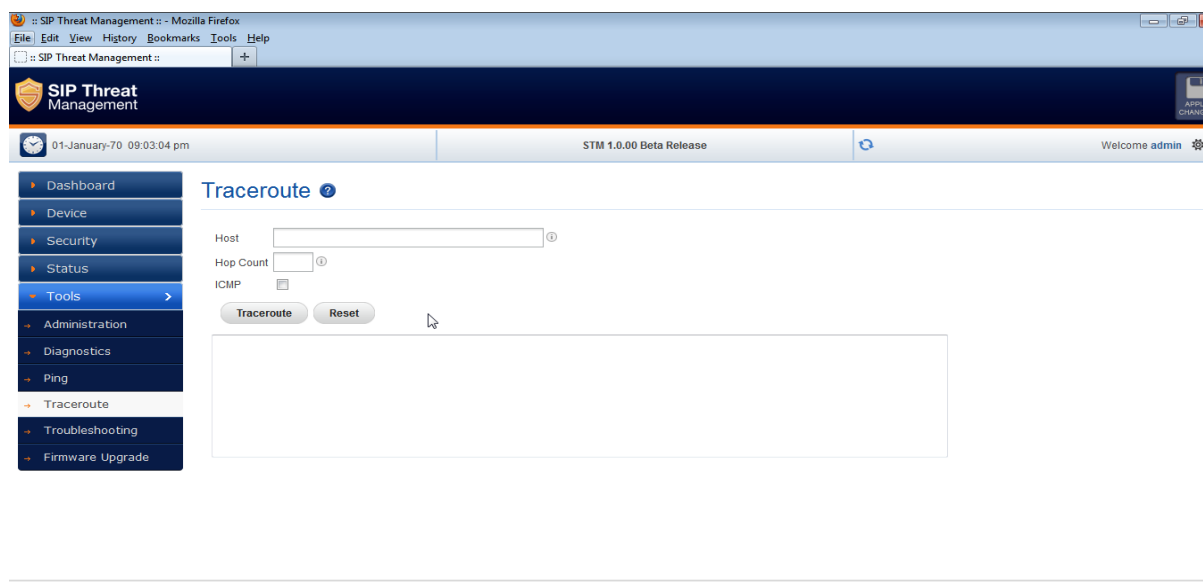 :: SIP Threat Management :: - Mozilla Firefox
File Edit View History Bookmarks Tools Help
:: SIP Threat Management ::
SIP Threat
Management
01-January-70 09:03:04 pm
STM 1.0.00 Beta Release
Welcome admin
Dashboard
Device
Security
Status
Tools
Administration
Diagnostics
Ping
Traceroute
Troubleshooting
Firmware Upgrade
Traceroute
Host
Hop Count
ICMP
Traceroute Reset